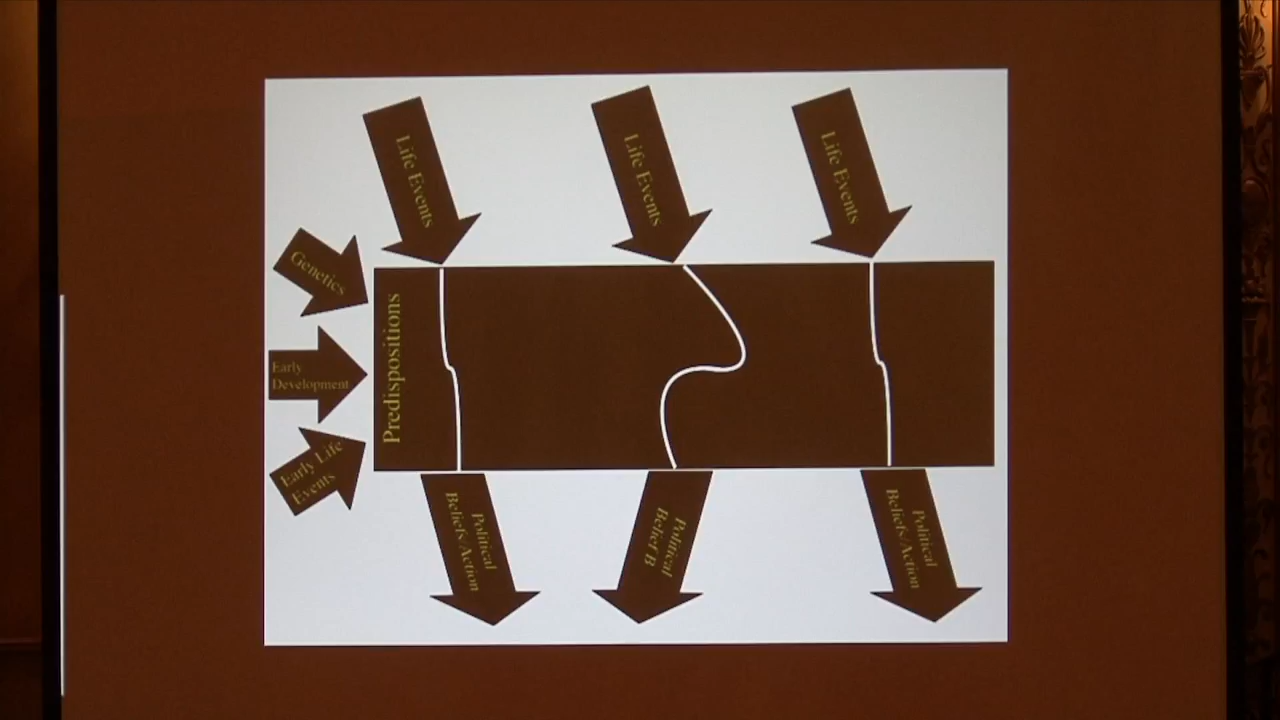 Life Events
Life Events
Life Events
Genetics
Early
Development
Early Life
Events
Predispositions
Political
Beliefs/Action
Political
Belief B
Political
Beliefs/Action